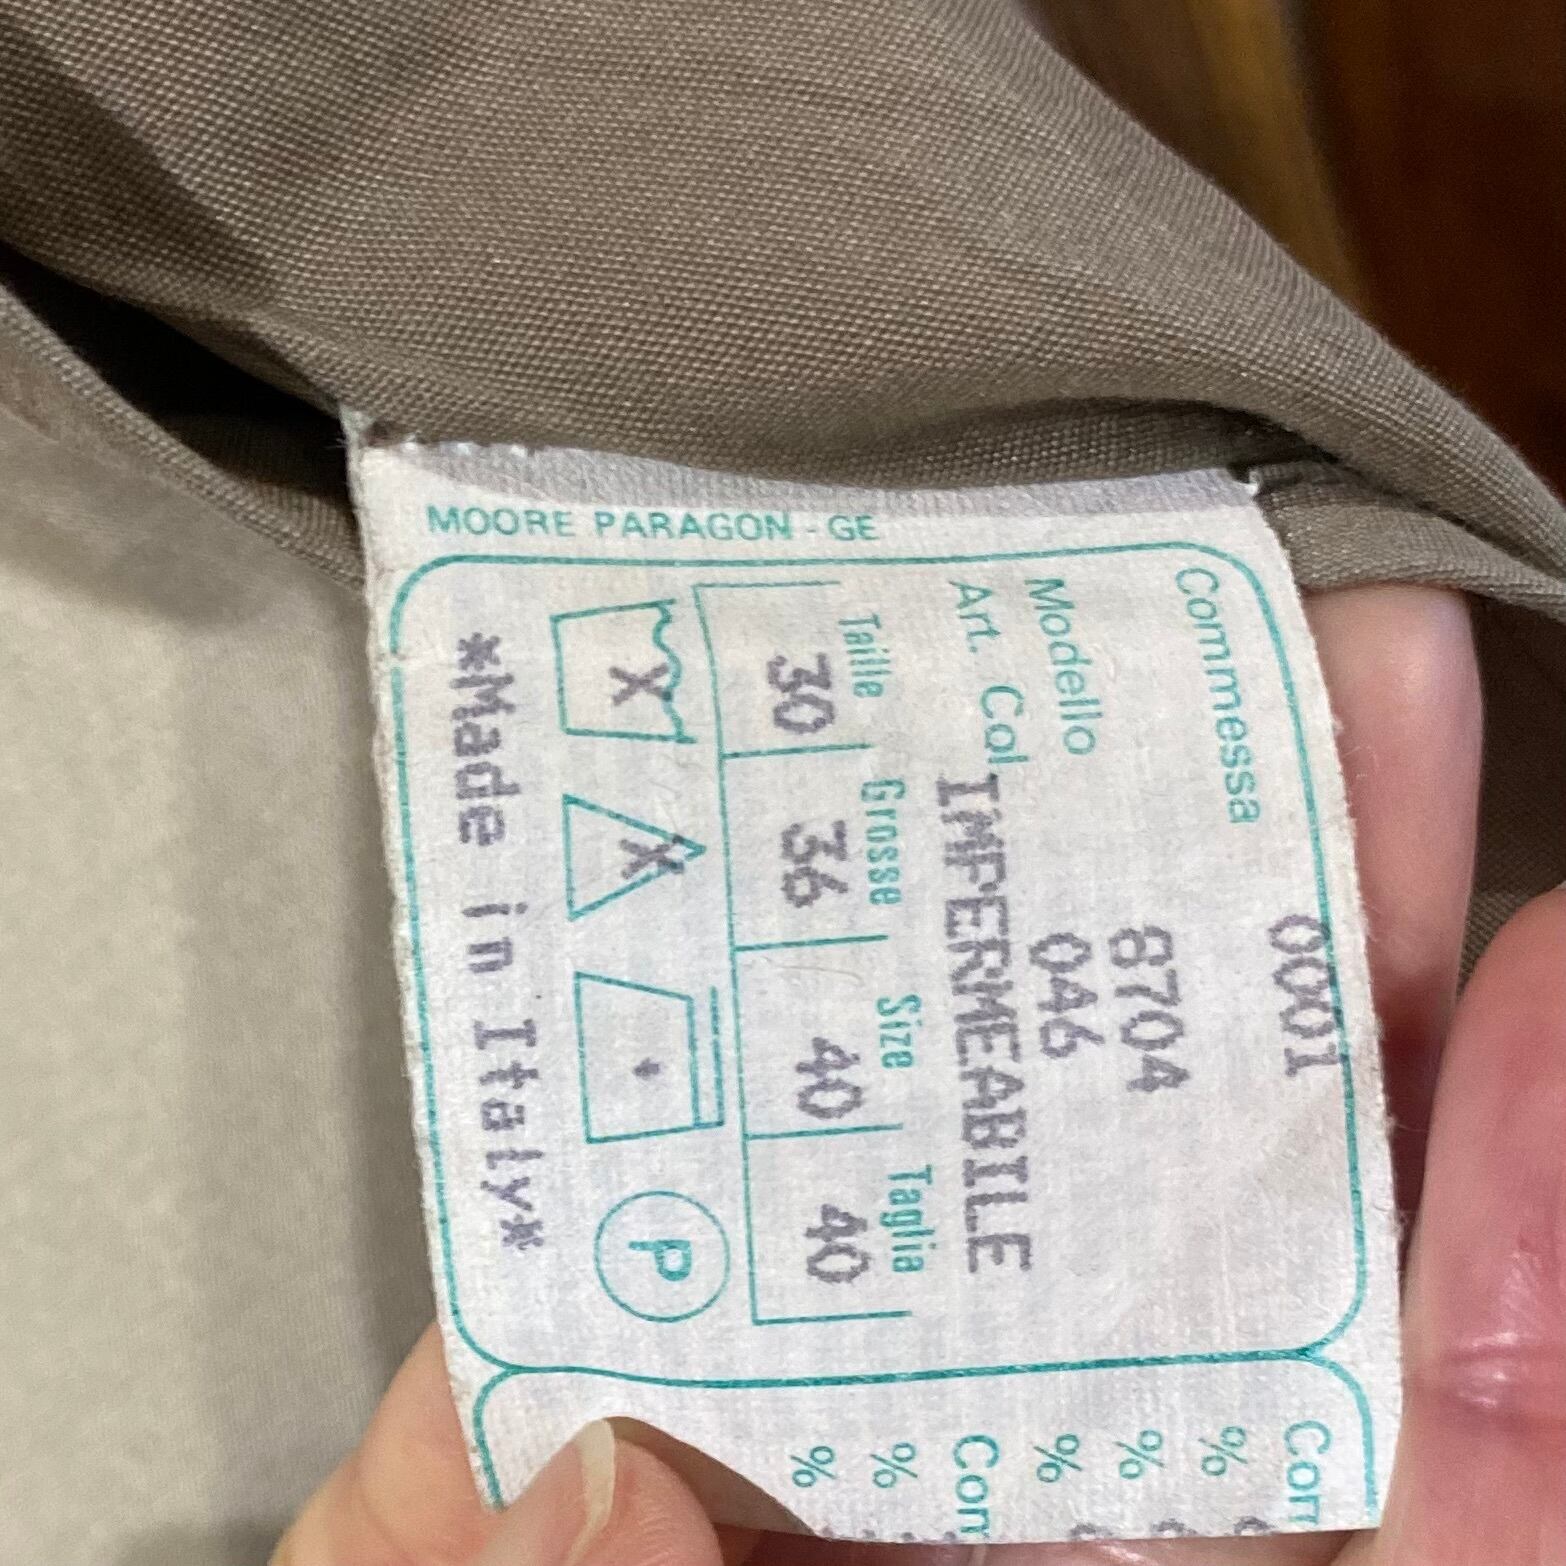 Commessa 0001
8704
Modello 046
Art. Col. IMPERMEABILE
Taille Grosse Size Taglia
30 36 40 40
X X P
*Made in Italy*
MOORE PARAGON - GE
%
%
%
%
%